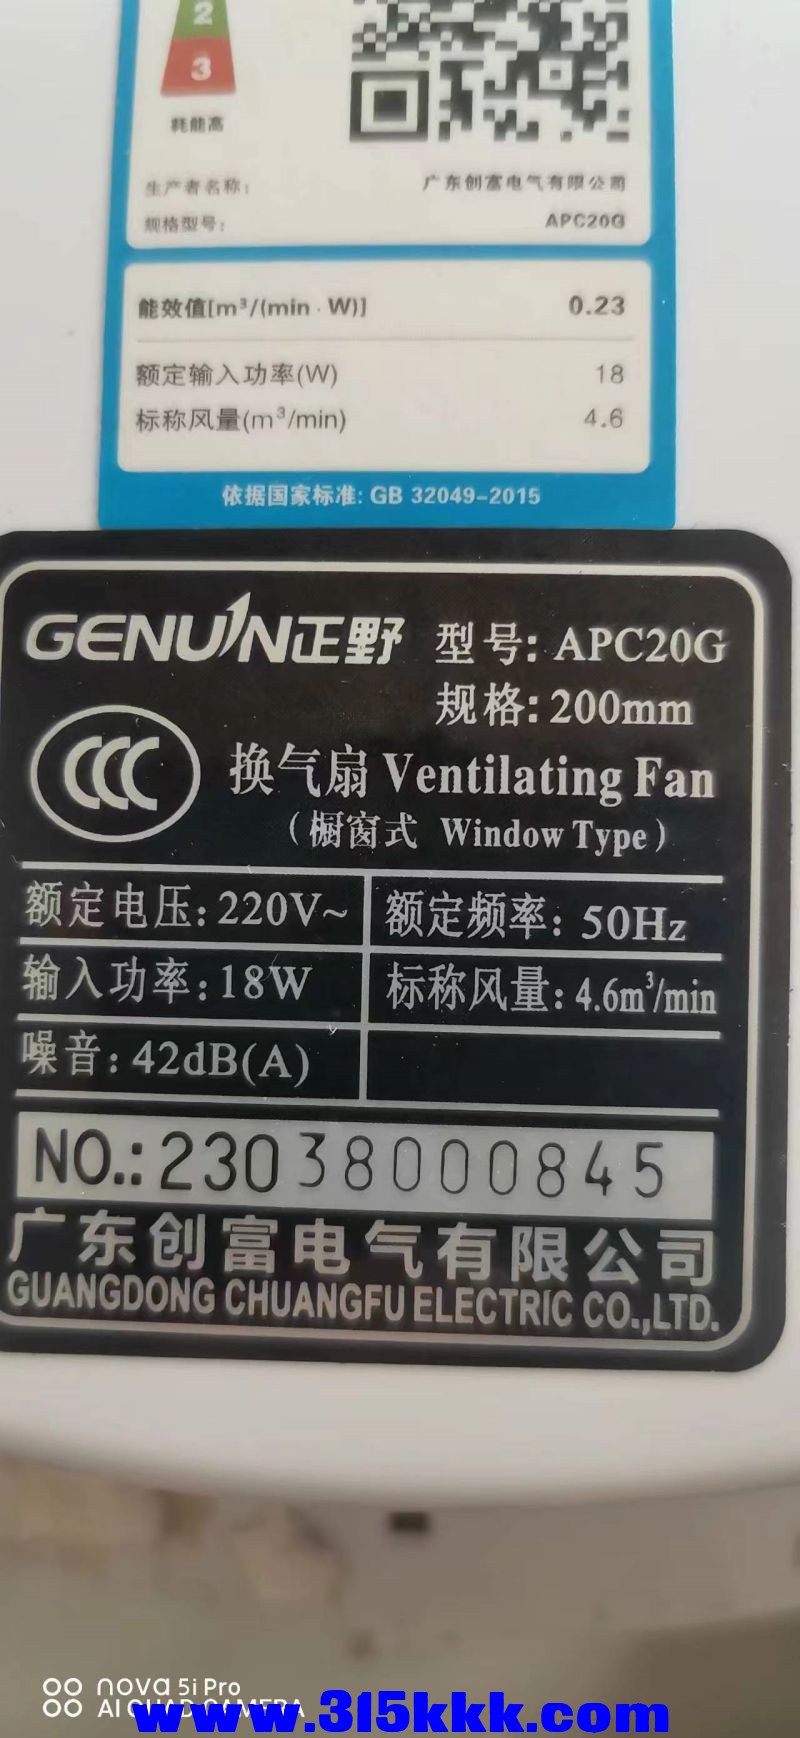 2
3
耗能高
生产者名称: 广东创富电气有限公司
规格型号: APC20G
能效值[m³/(min·W)] 0.23
额定输入功率(W) 18
标称风量(m³/min) 4.6
依据国家标准: GB 32049-2015
GENUIN正野 型号: APC20G
规格: 200mm
CCC
换气扇 Ventilating Fan
（橱窗式 Window Type）
额定电压: 220V~ 额定频率: 50Hz
输入功率: 18W 标称风量: 4.6m³/min
噪音: 42dB(A)
NO.: 23038000845
广东创富电气有限公司
GUANGDONG CHUANGFU ELECTRIC CO.,LTD.
nova 5i Pro
AI QUAD CAMERA
www.315kkk.com